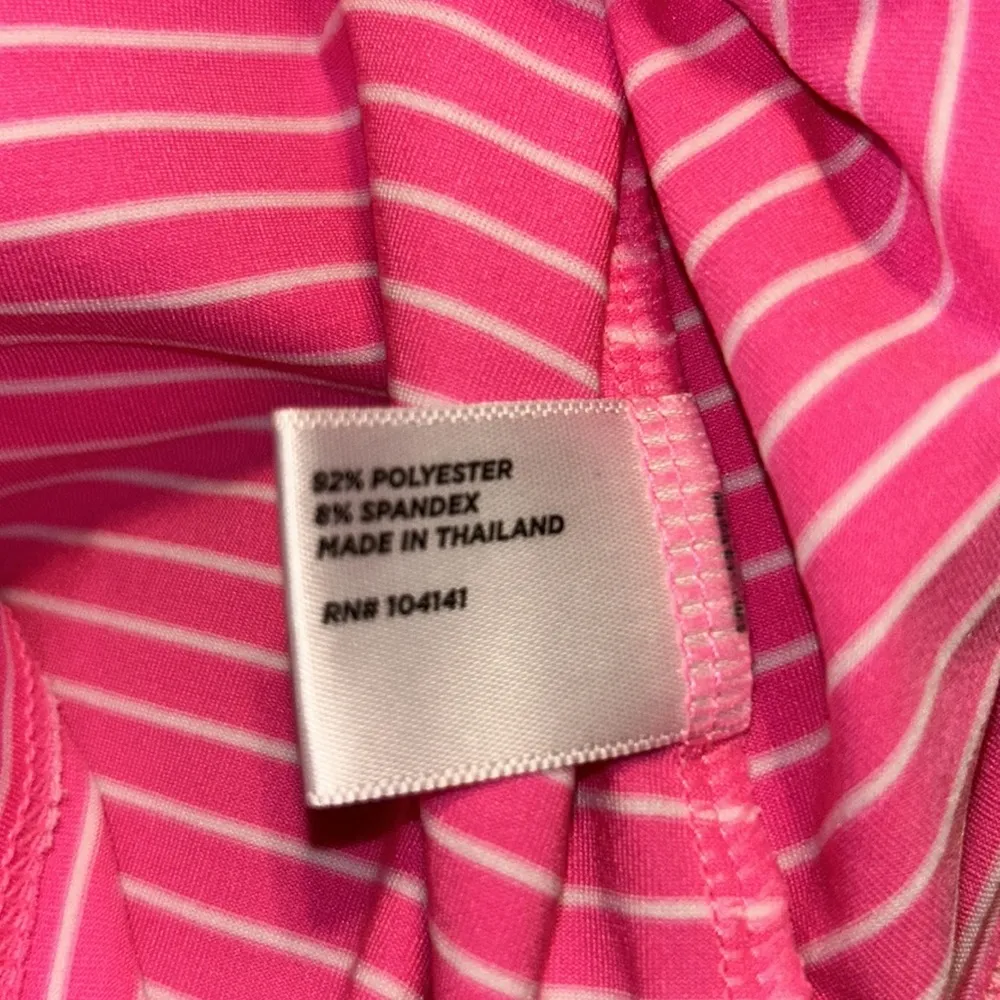 92% POLYESTER
8% SPANDEX
MADE IN THAILAND
RN# 104141